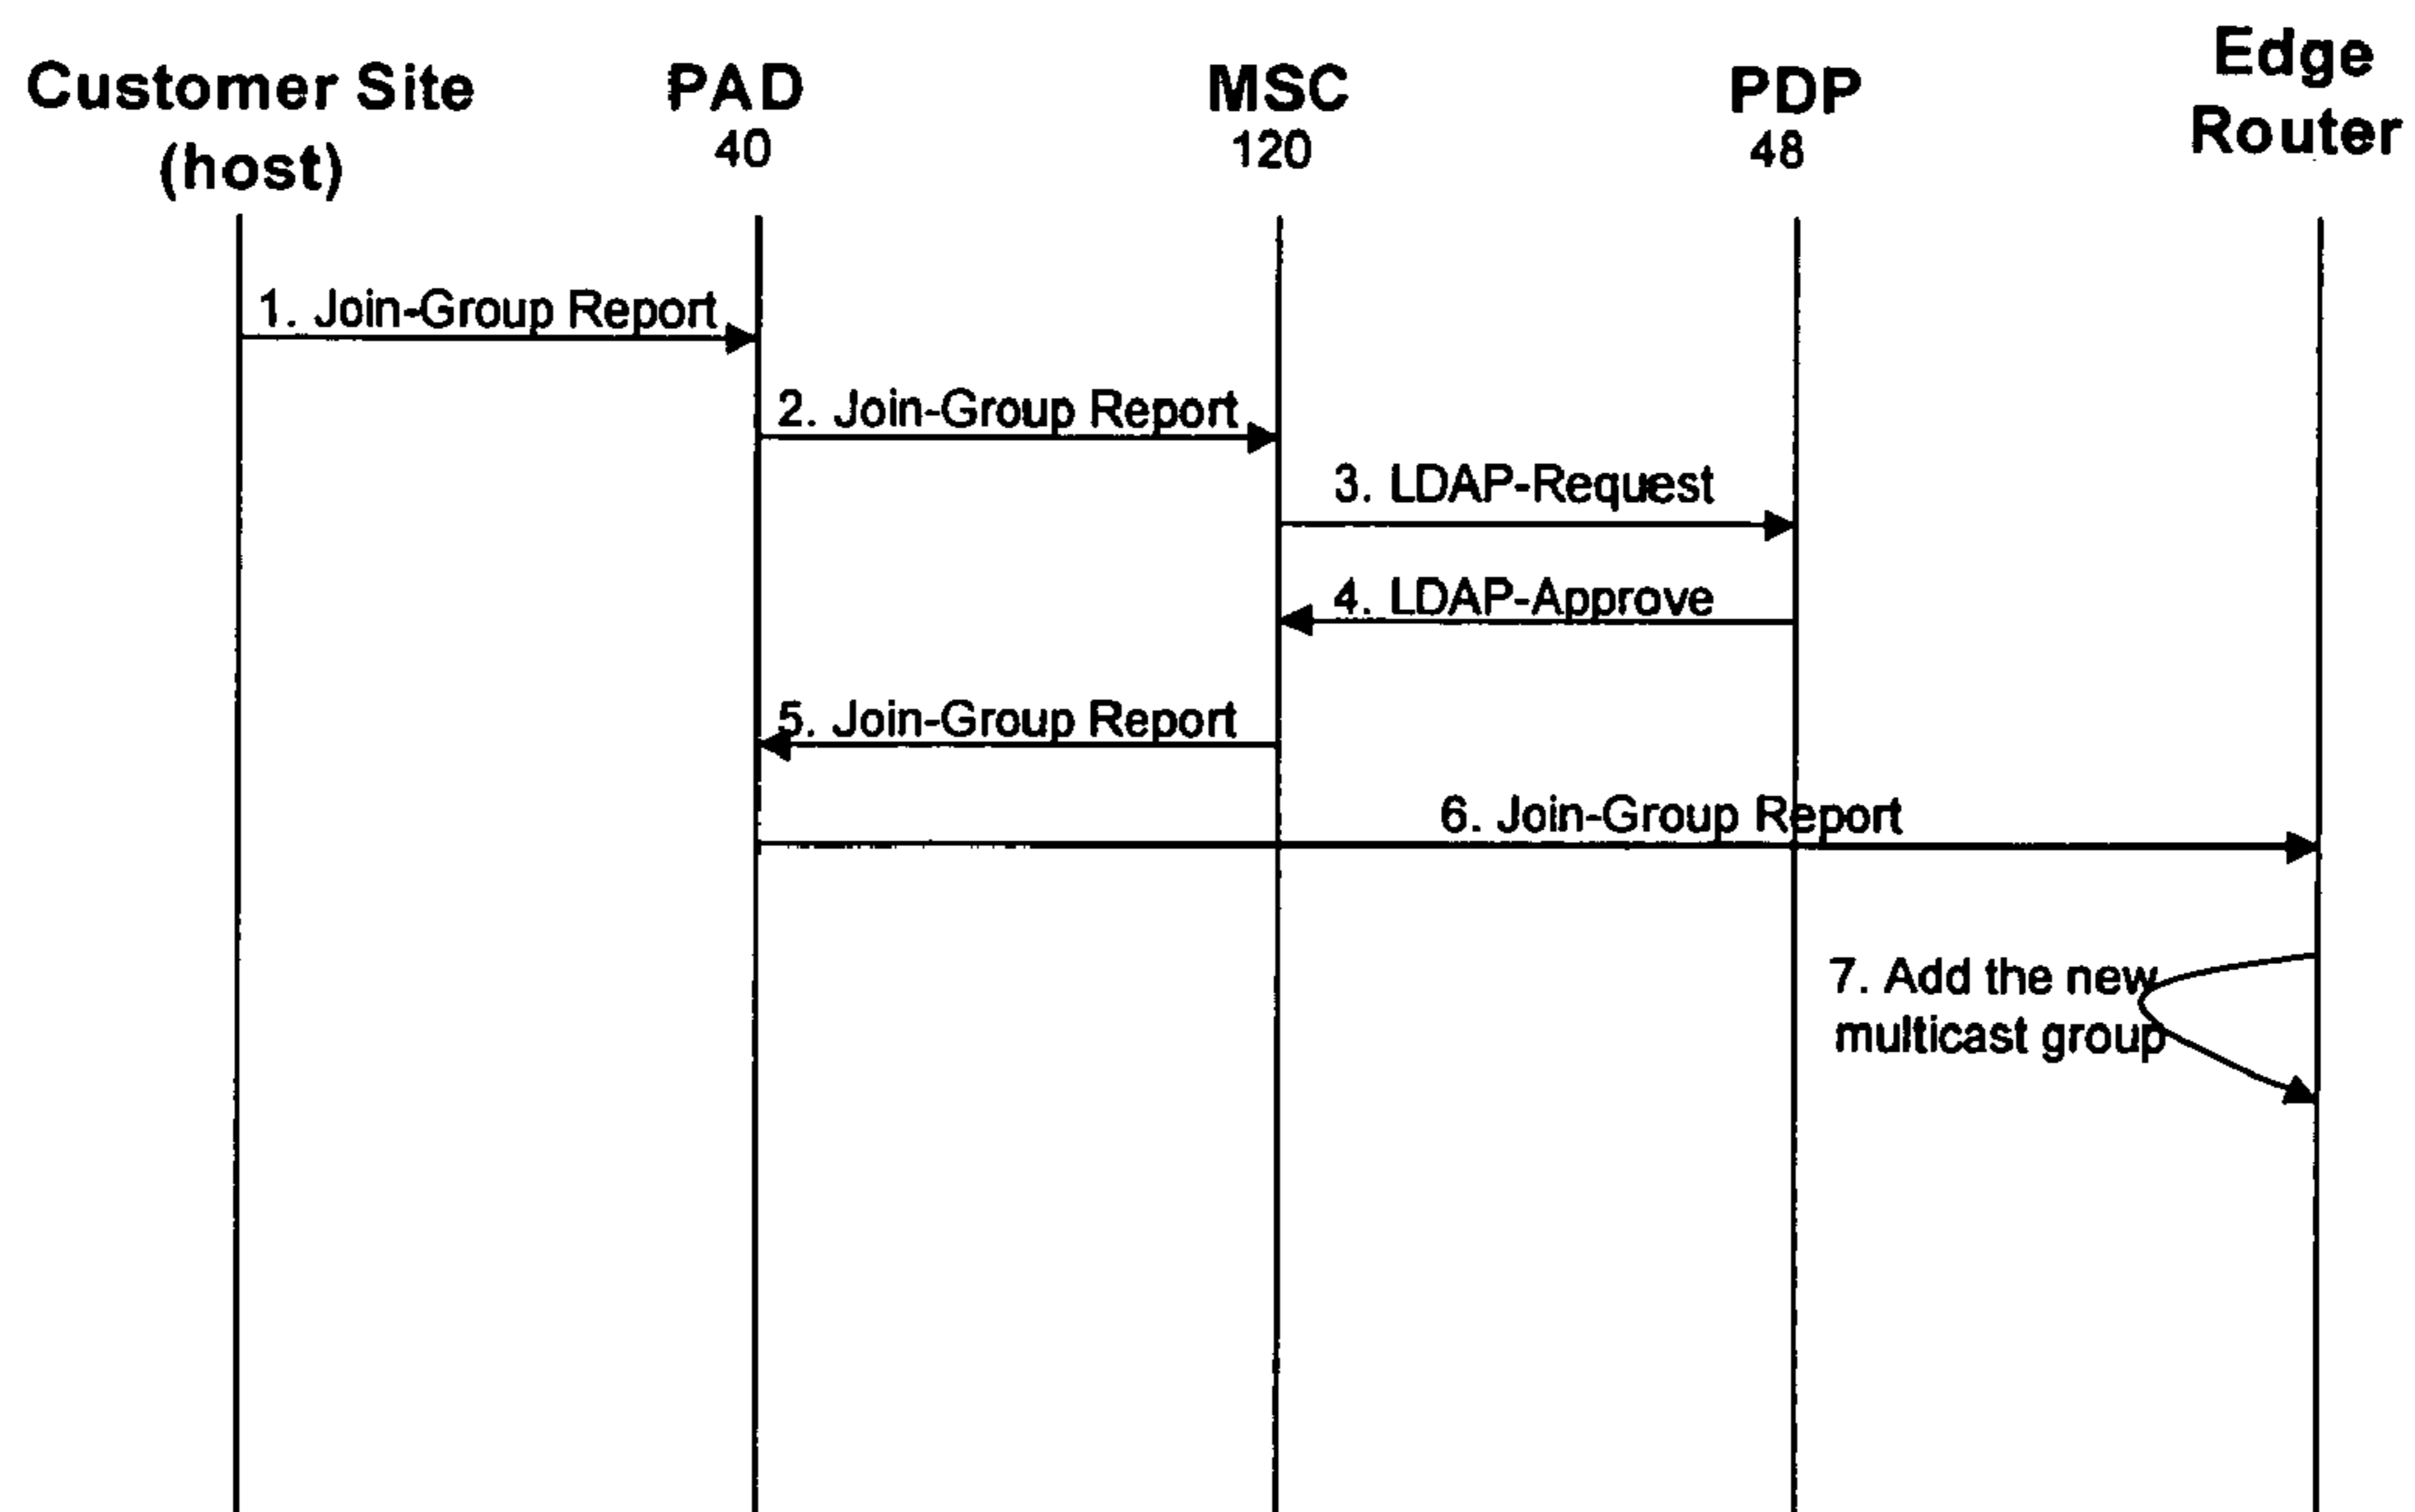 Customer Site
(host)
PAD
40
MSC
120
PDP
48
Edge
Router
1. Join-Group Report
2. Join-Group Report
3. LDAP-Request
4. LDAP-Approve
5. Join-Group Report
6. Join-Group Report
7. Add the new
multicast group